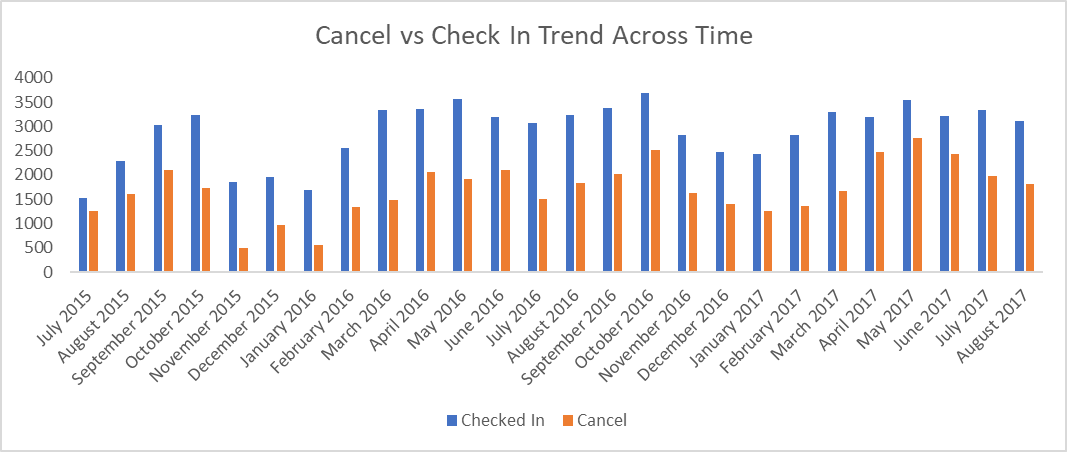 Cancel vs Check In Trend Across Time
4000
3500
3000
2500
2000
1500
1000
500
0
July 2015
August 2015
September 2015
October 2015
November 2015
December 2015
January 2016
February 2016
March 2016
April 2016
May 2016
June 2016
July 2016
August 2016
September 2016
October 2016
November 2016
December 2016
January 2017
February 2017
March 2017
April 2017
May 2017
June 2017
July 2017
August 2017
Checked In Cancel